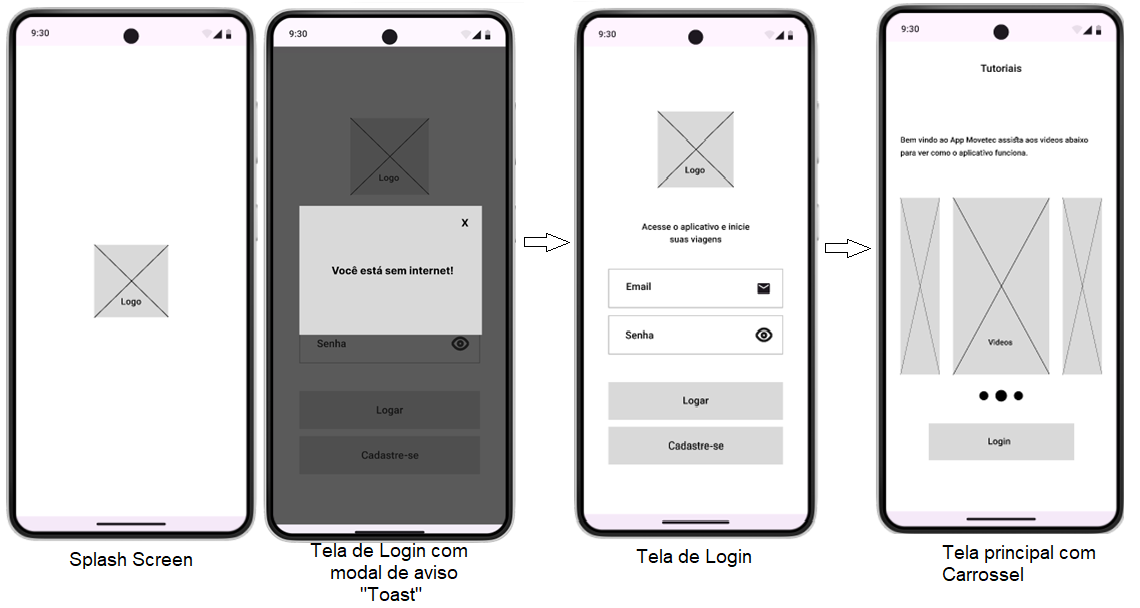 9:30
Logo
Splash Screen
9:30
Logo
X
Você está sem internet!
Senha
Logar
Cadastre-se
Tela de Login com
modal de aviso
"Toast"
9:30
Logo
Acesse o aplicativo e inicie
suas viagens
Email
Senha
Logar
Cadastre-se
Tela de Login
9:30
Tutoriais
Bem vindo ao App Movetec assista aos videos abaixo
para ver como o aplicativo funciona.
Videos
Login
Tela principal com
Carrossel